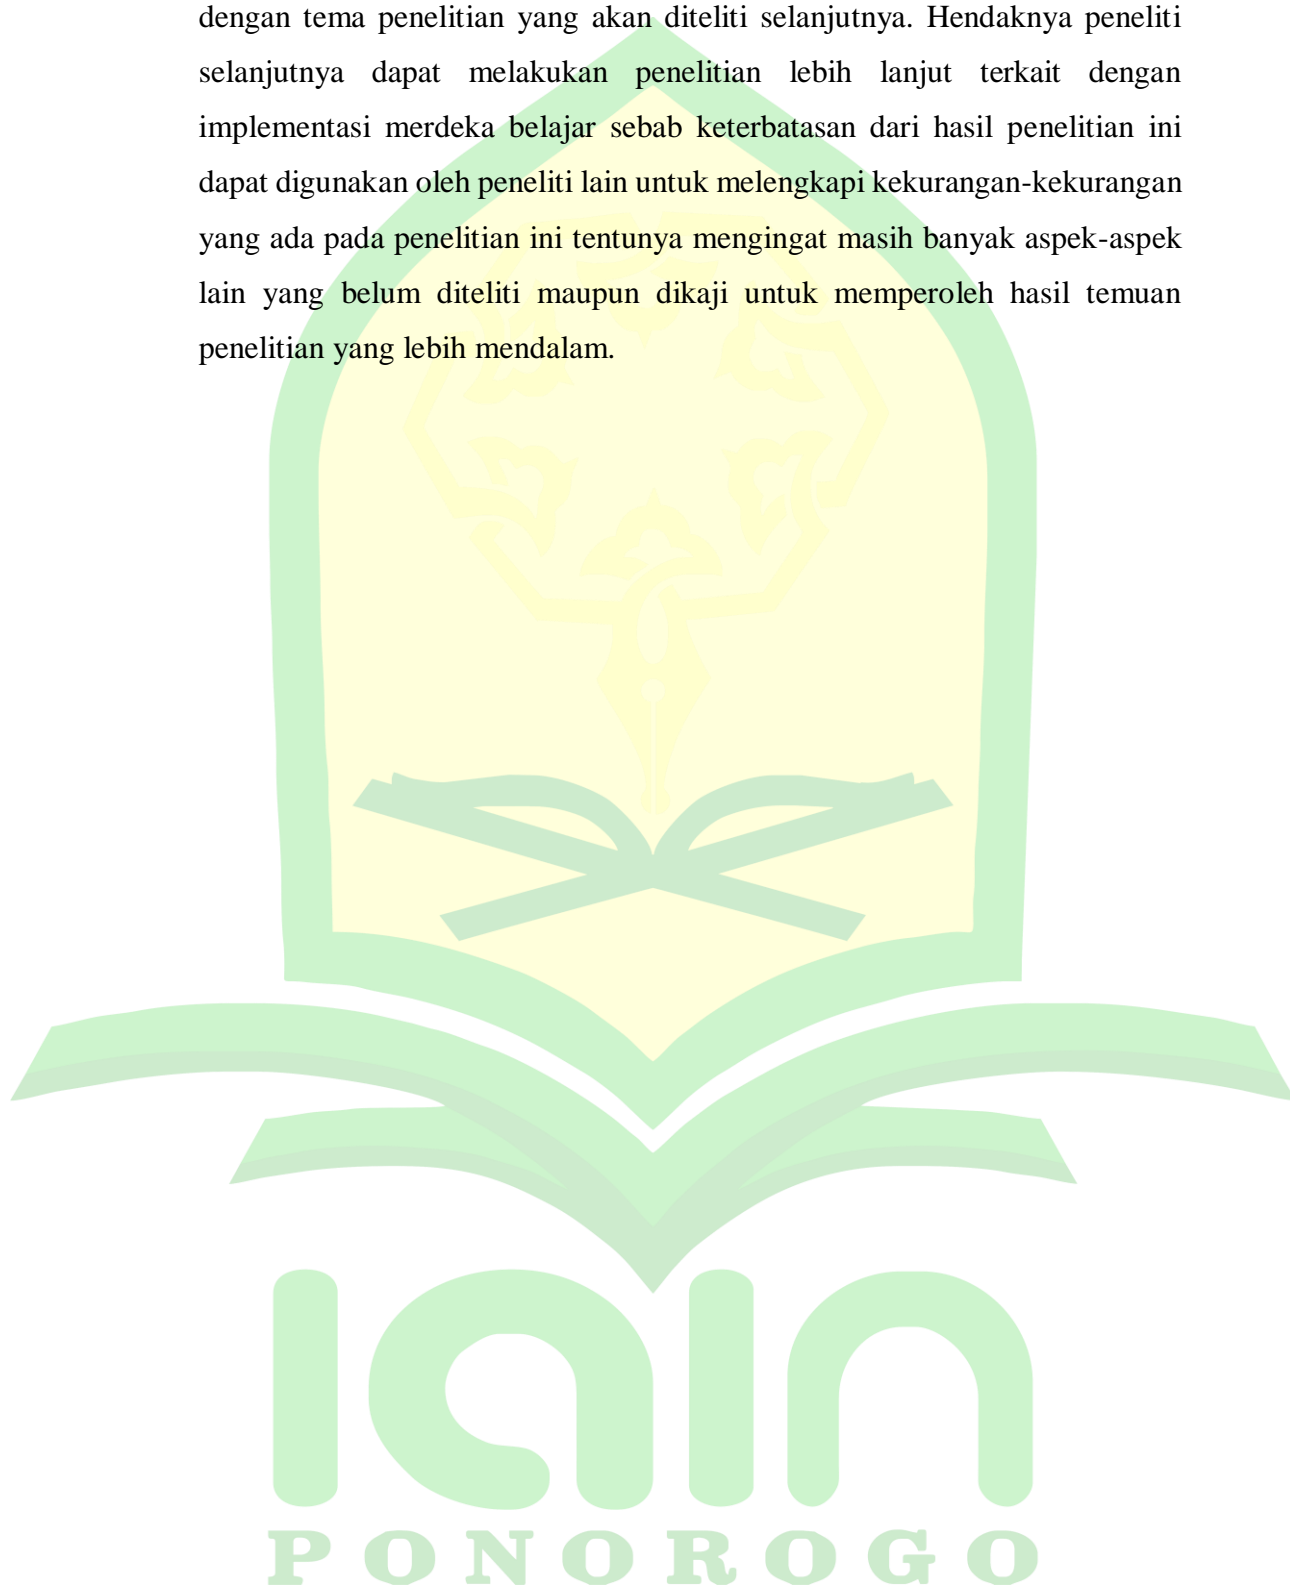 dengan tema penelitian yang akan diteliti selanjutnya. Hendaknya peneliti
selanjutnya dapat melakukan penelitian lebih lanjut terkait dengan
implementasi merdeka belajar sebab keterbatasan dari hasil penelitian ini
dapat digunakan oleh peneliti lain untuk melengkapi kekurangan-kekurangan
yang ada pada penelitian ini tentunya mengingat masih banyak aspek-aspek
lain yang belum diteliti maupun dikaji untuk memperoleh hasil temuan
penelitian yang lebih mendalam.
IAIN
PONOROGO